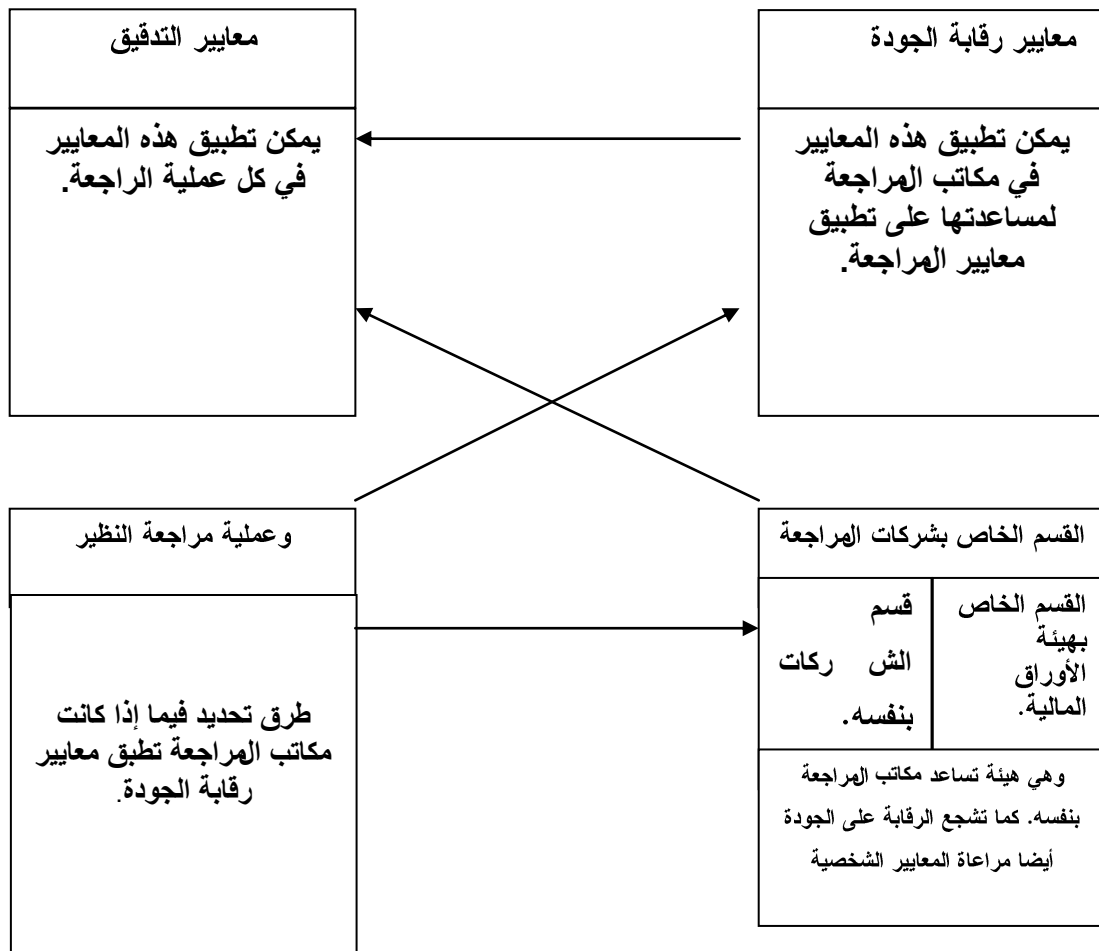 معايير رقابة الجودة
يمكن تطبيق هذه المعايير
في مكاتب المراجعة
لمساعدتها على تطبيق
معايير المراجعة.
معايير التدقيق
يمكن تطبيق هذه المعايير
في كل عملية الراجعة.
القسم الخاص بشركات المراجعة
القسم الخاص
بهيئة
الأوراق
المالية.
قسم
الش ركات
بنفسه.
وهي هيئة تساعد مكاتب المراجعة
بنفسه. كما تشجع الرقابة على الجودة
أيضا مراعاة المعايير الشخصية
وعملية مراجعة النظير
طرق تحديد فيما إذا كانت
مكاتب المراجعة تطبق معايير
رقابة الجودة.